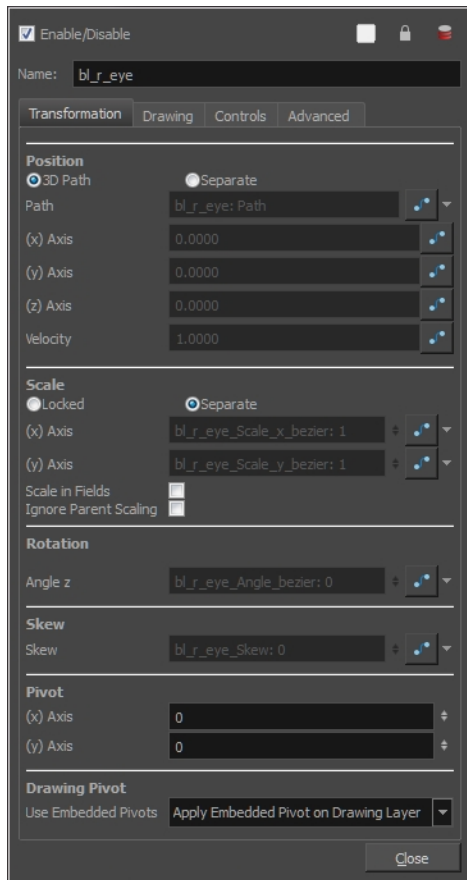 Enable/Disable
Name: bl_r_eye
Transformation Drawing Controls Advanced
Position
3D Path Separate
Path bl_r_eye: Path
(x) Axis 0.0000
(y) Axis 0.0000
(z) Axis 0.0000
Velocity 1.0000
Scale
Locked Separate
(x) Axis bl_r_eye_Scale_x_bezier: 1
(y) Axis bl_r_eye_Scale_y_bezier: 1
Scale in Fields
Ignore Parent Scaling
Rotation
Angle z bl_r_eye_Angle_bezier: 0
Skew
Skew bl_r_eye_Skew: 0
Pivot
(x) Axis 0
(y) Axis 0
Drawing Pivot
Use Embedded Pivots Apply Embedded Pivot on Drawing Layer
Close